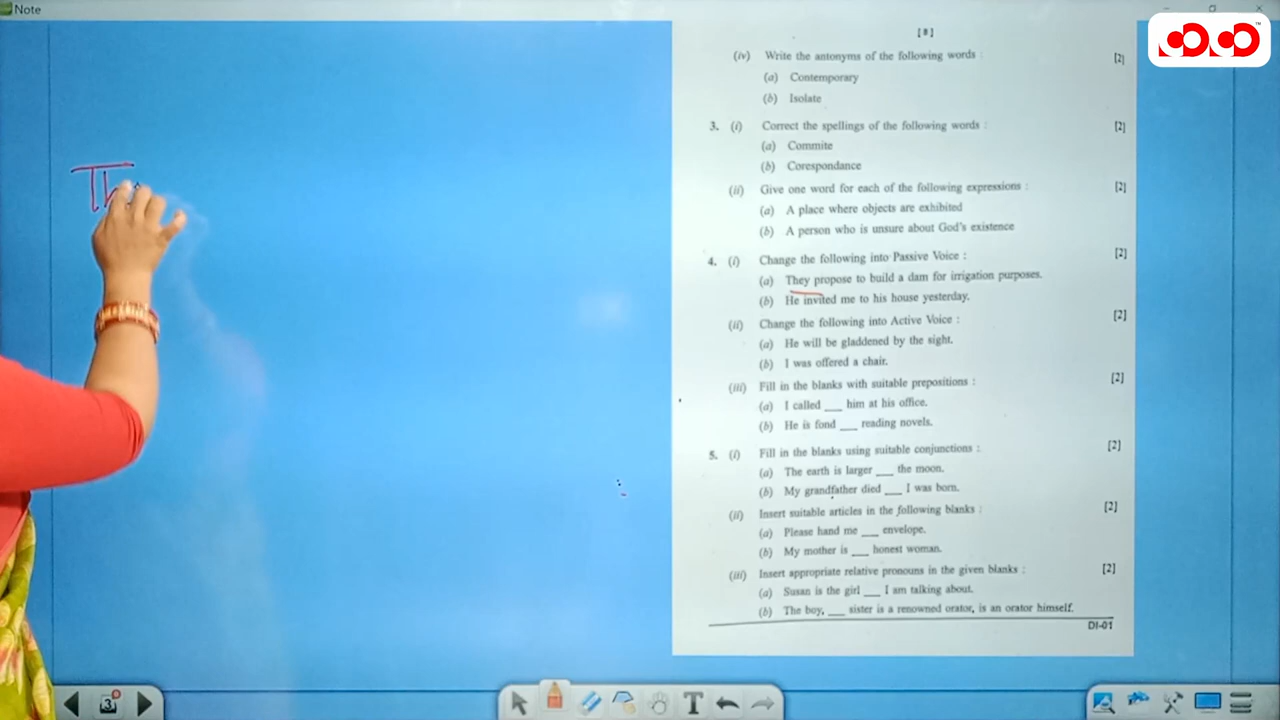 Note
[ 8 ]
(iv) Write the antonyms of the following words : [2]
(a) Contemporary
(b) Isolate
3. (i) Correct the spellings of the following words : [2]
(a) Commite
(b) Corespondance
(ii) Give one word for each of the following expressions : [2]
(a) A place where objects are exhibited
(b) A person who is unsure about God's existence
4. (i) Change the following into Passive Voice : [2]
(a) They propose to build a dam for irrigation purposes.
(b) He invited me to his house yesterday.
(ii) Change the following into Active Voice : [2]
(a) He will be gladdened by the sight.
(b) I was offered a chair.
(iii) Fill in the blanks with suitable prepositions : [2]
(a) I called ___ him at his office.
(b) He is fond ___ reading novels.
5. (i) Fill in the blanks using suitable conjunctions : [2]
(a) The earth is larger ___ the moon.
(b) My grandfather died ___ I was born.
(ii) Insert suitable articles in the following blanks : [2]
(a) Please hand me ___ envelope.
(b) My mother is ___ honest woman.
(iii) Insert appropriate relative pronouns in the given blanks : [2]
(a) Susan is the girl ___ I am talking about.
(b) The boy, ___ sister is a renowned orator, is an orator himself.
DI-01
3
T